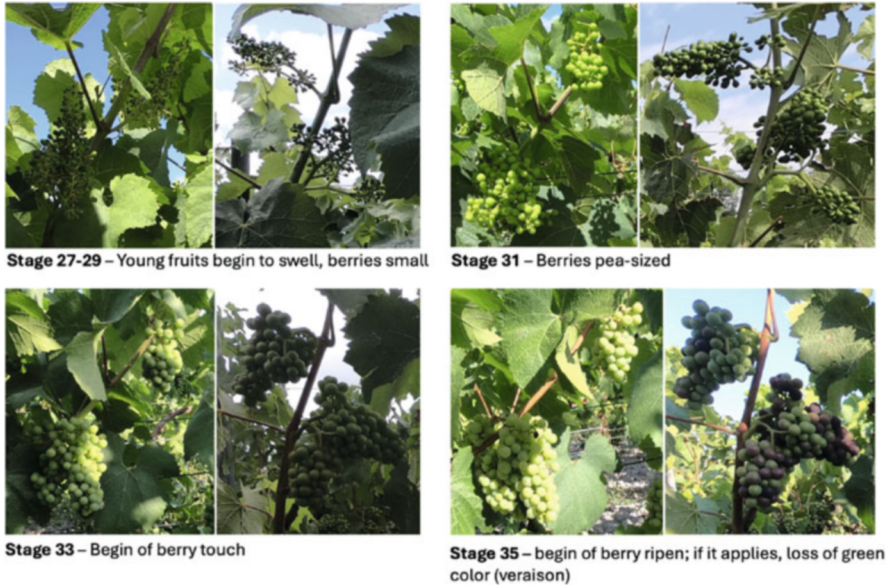 Stage 27-29 – Young fruits begin to swell, berries small
Stage 31 – Berries pea-sized
Stage 33 – Begin of berry touch
Stage 35 – begin of berry ripen; if it applies, loss of green
color (veraison)